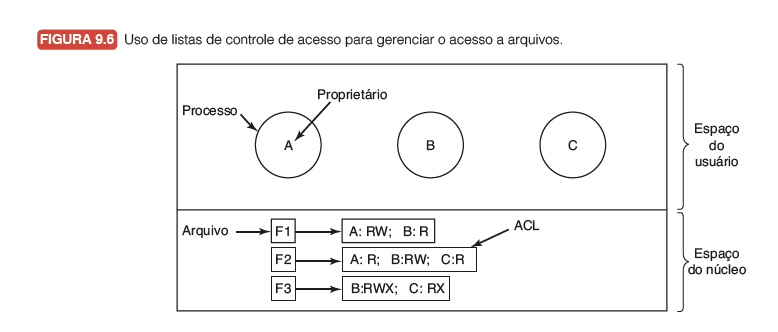 FIGURA 9.6 Uso de listas de controle de acesso para gerenciar o acesso a arquivos.
Proprietário
Processo
A
B
C
Espaço
do
usuário
Arquivo
F1
A: RW; B: R
ACL
F2
A: R; B:RW; C:R
F3
B:RWX; C: RX
Espaço
do núcleo